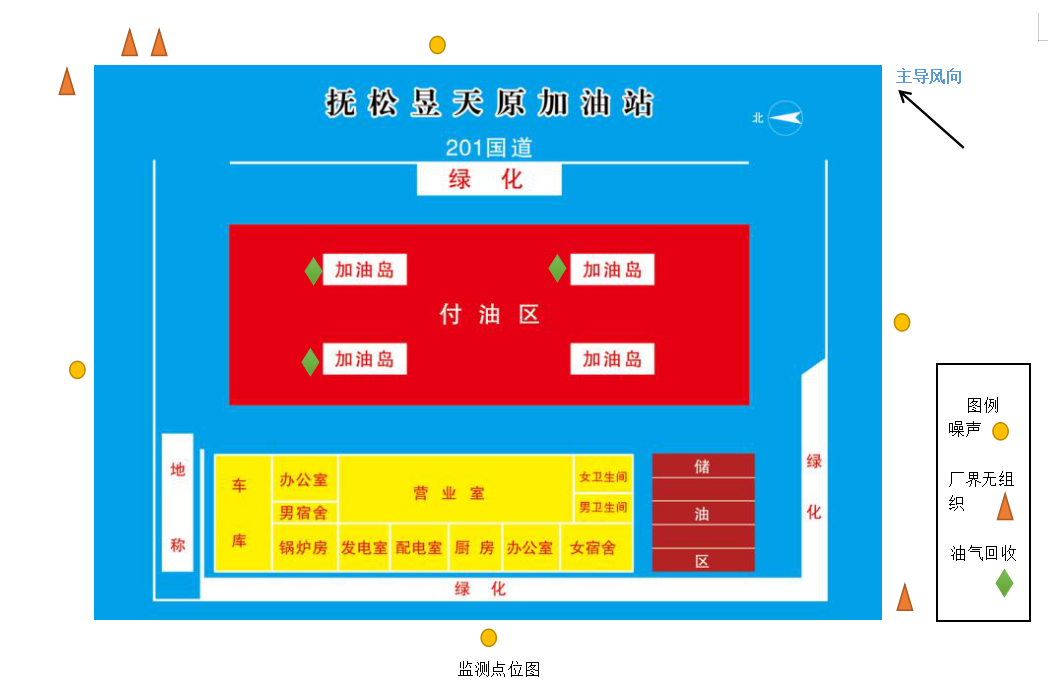 主导风向
抚松昱天原加油站
北
201国道
绿 化
加油岛
加油岛
付 油 区
加油岛
加油岛
图例
噪声
厂界无组
织
油气回收
地
称
车
库
办公室
男宿舍
锅炉房
营 业 室
女卫生间
男卫生间
发电室
配电室
厨 房
办公室
女宿舍
储
油
区
绿
化
绿 化
监测点位图